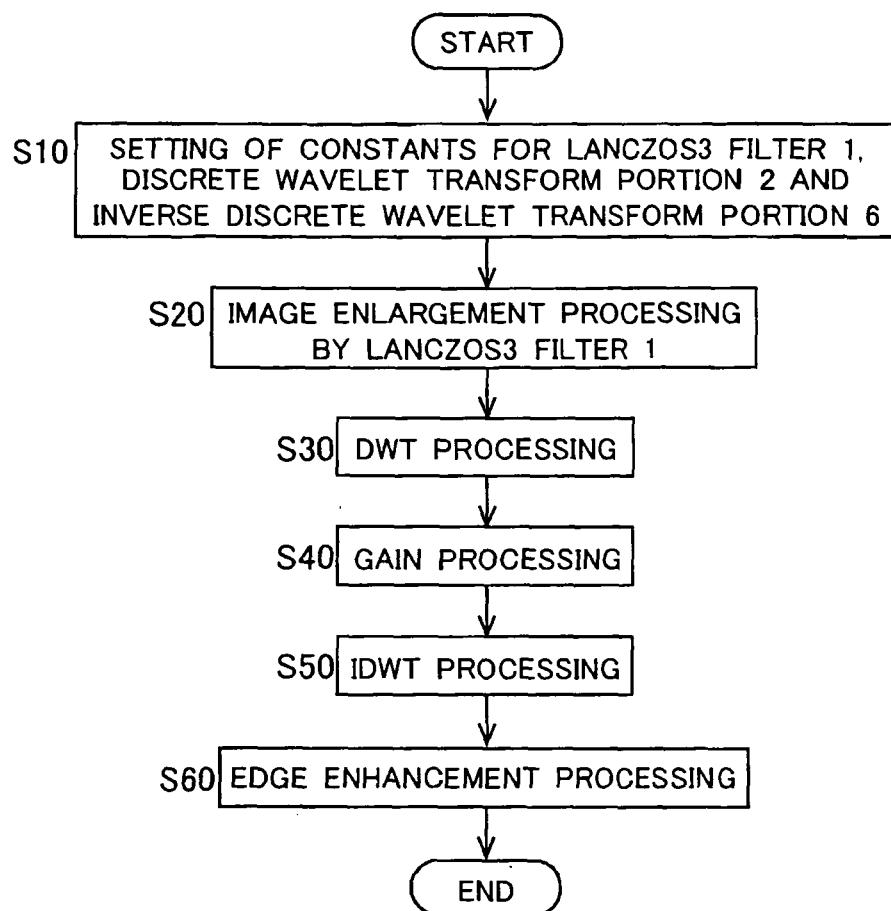 START
S10
SETTING OF CONSTANTS FOR LANCZOS3 FILTER 1,
DISCRETE WAVELET TRANSFORM PORTION 2 AND
INVERSE DISCRETE WAVELET TRANSFORM PORTION 6
S20
IMAGE ENLARGEMENT PROCESSING
BY LANCZOS3 FILTER 1
S30
DWT PROCESSING
S40
GAIN PROCESSING
S50
IDWT PROCESSING
S60
EDGE ENHANCEMENT PROCESSING
END